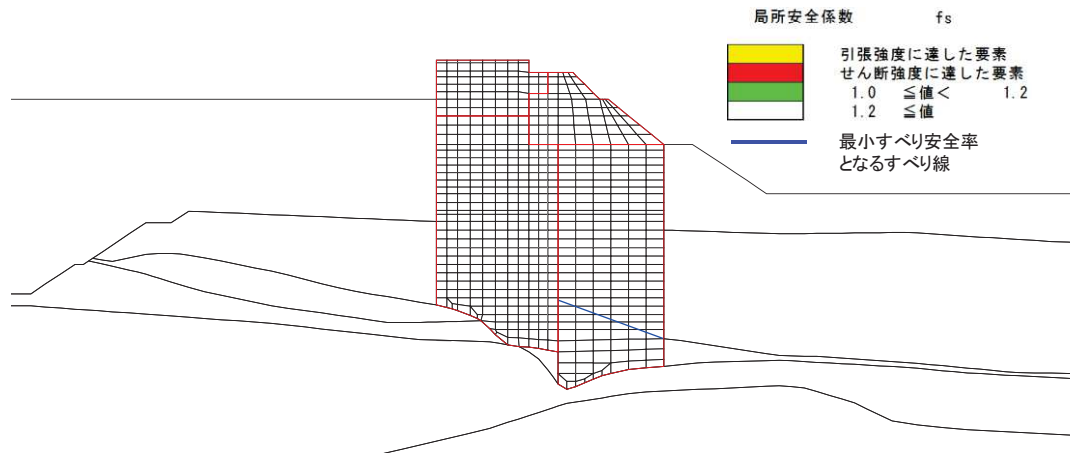 局所安全係数 fs
引張強度に達した要素
せん断強度に達した要素
1.0 ≦値< 1.2
1.2 ≦値
最小すべり安全率
となるすべり線